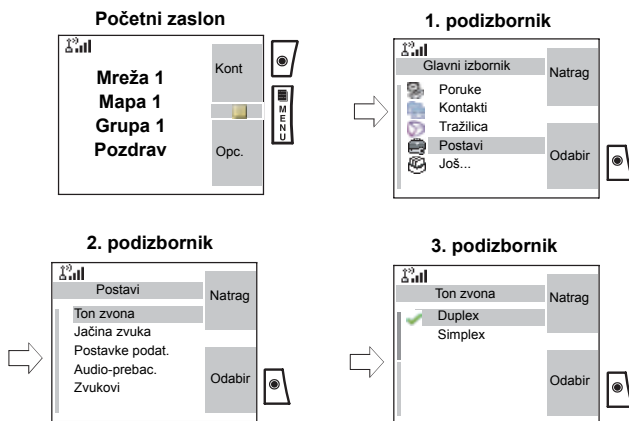 Početni zaslon
Mreža 1
Mapa 1
Grupa 1
Pozdrav
Kont
Opc.
MENU
1. podizbornik
Glavni izbornik
Poruke
Kontakti
Tražilica
Postavi
Još...
Natrag
Odabir
2. podizbornik
Postavi
Ton zvona
Jačina zvuka
Postavke podat.
Audio-prebac.
Zvukovi
Natrag
Odabir
3. podizbornik
Ton zvona
Duplex
Simplex
Natrag
Odabir